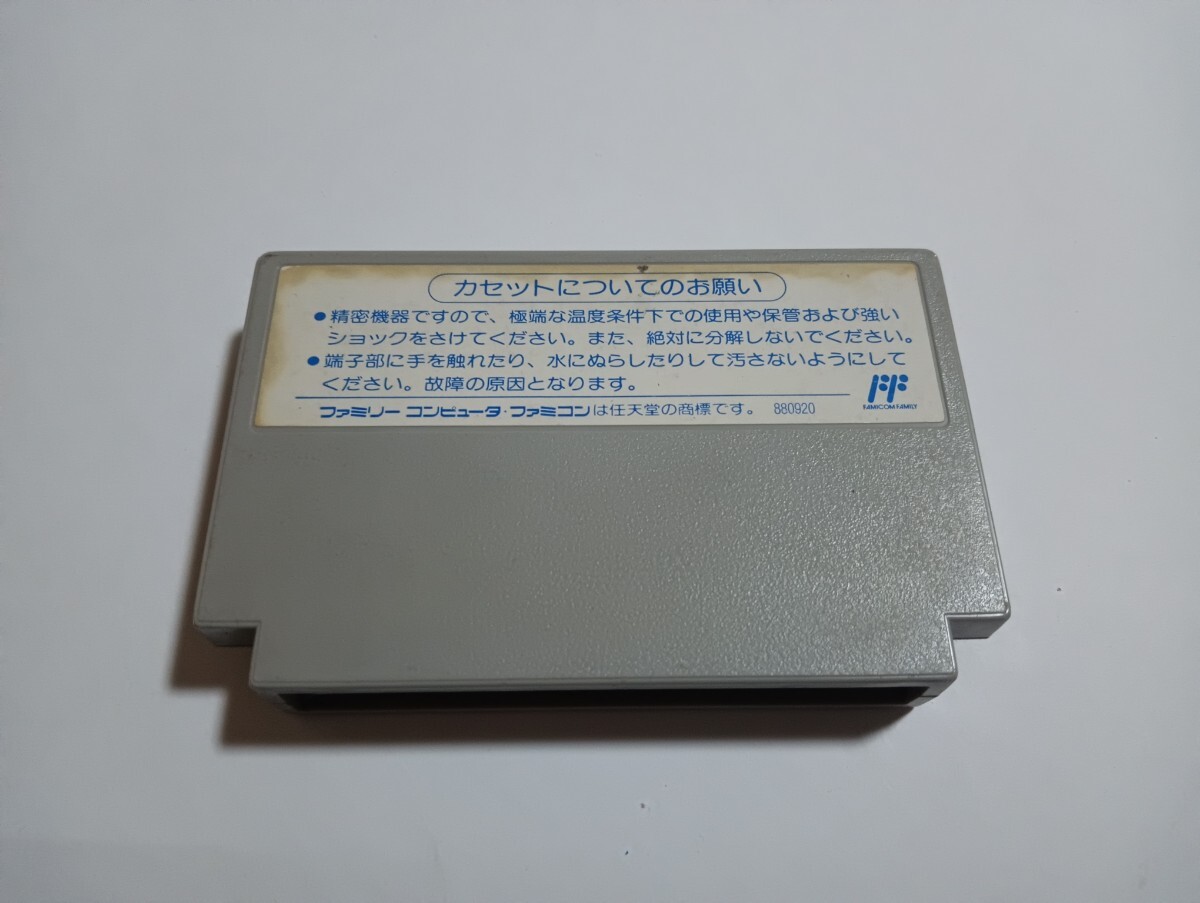 カセットについてのお願い
●精密機器ですので、極端な温度条件下での使用や保管および強い
ショックをさけてください。また、絶対に分解しないでください。
●端子部に手を触れたり、水にぬらしたりして汚さないようにして
ください。故障の原因となります。
FAMICOM FAMILY
ファミリー コンピュータ・ファミコンは任天堂の商標です。 880920